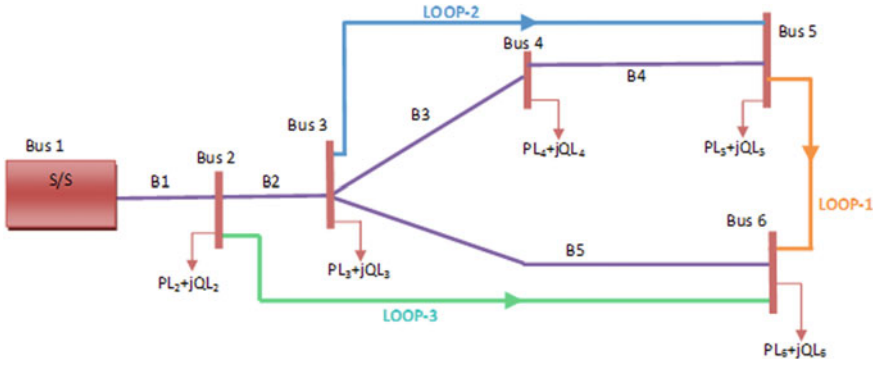 LOOP-2
Bus 5
Bus 4
B4
B3
Bus 3
PL₄+jQL₄
PL₅+jQL₅
Bus 1
Bus 2
S/S
B1
B2
LOOP-1
Bus 6
B5
PL₂+jQL₂
PL₃+jQL₃
LOOP-3
PL₆+jQL₆